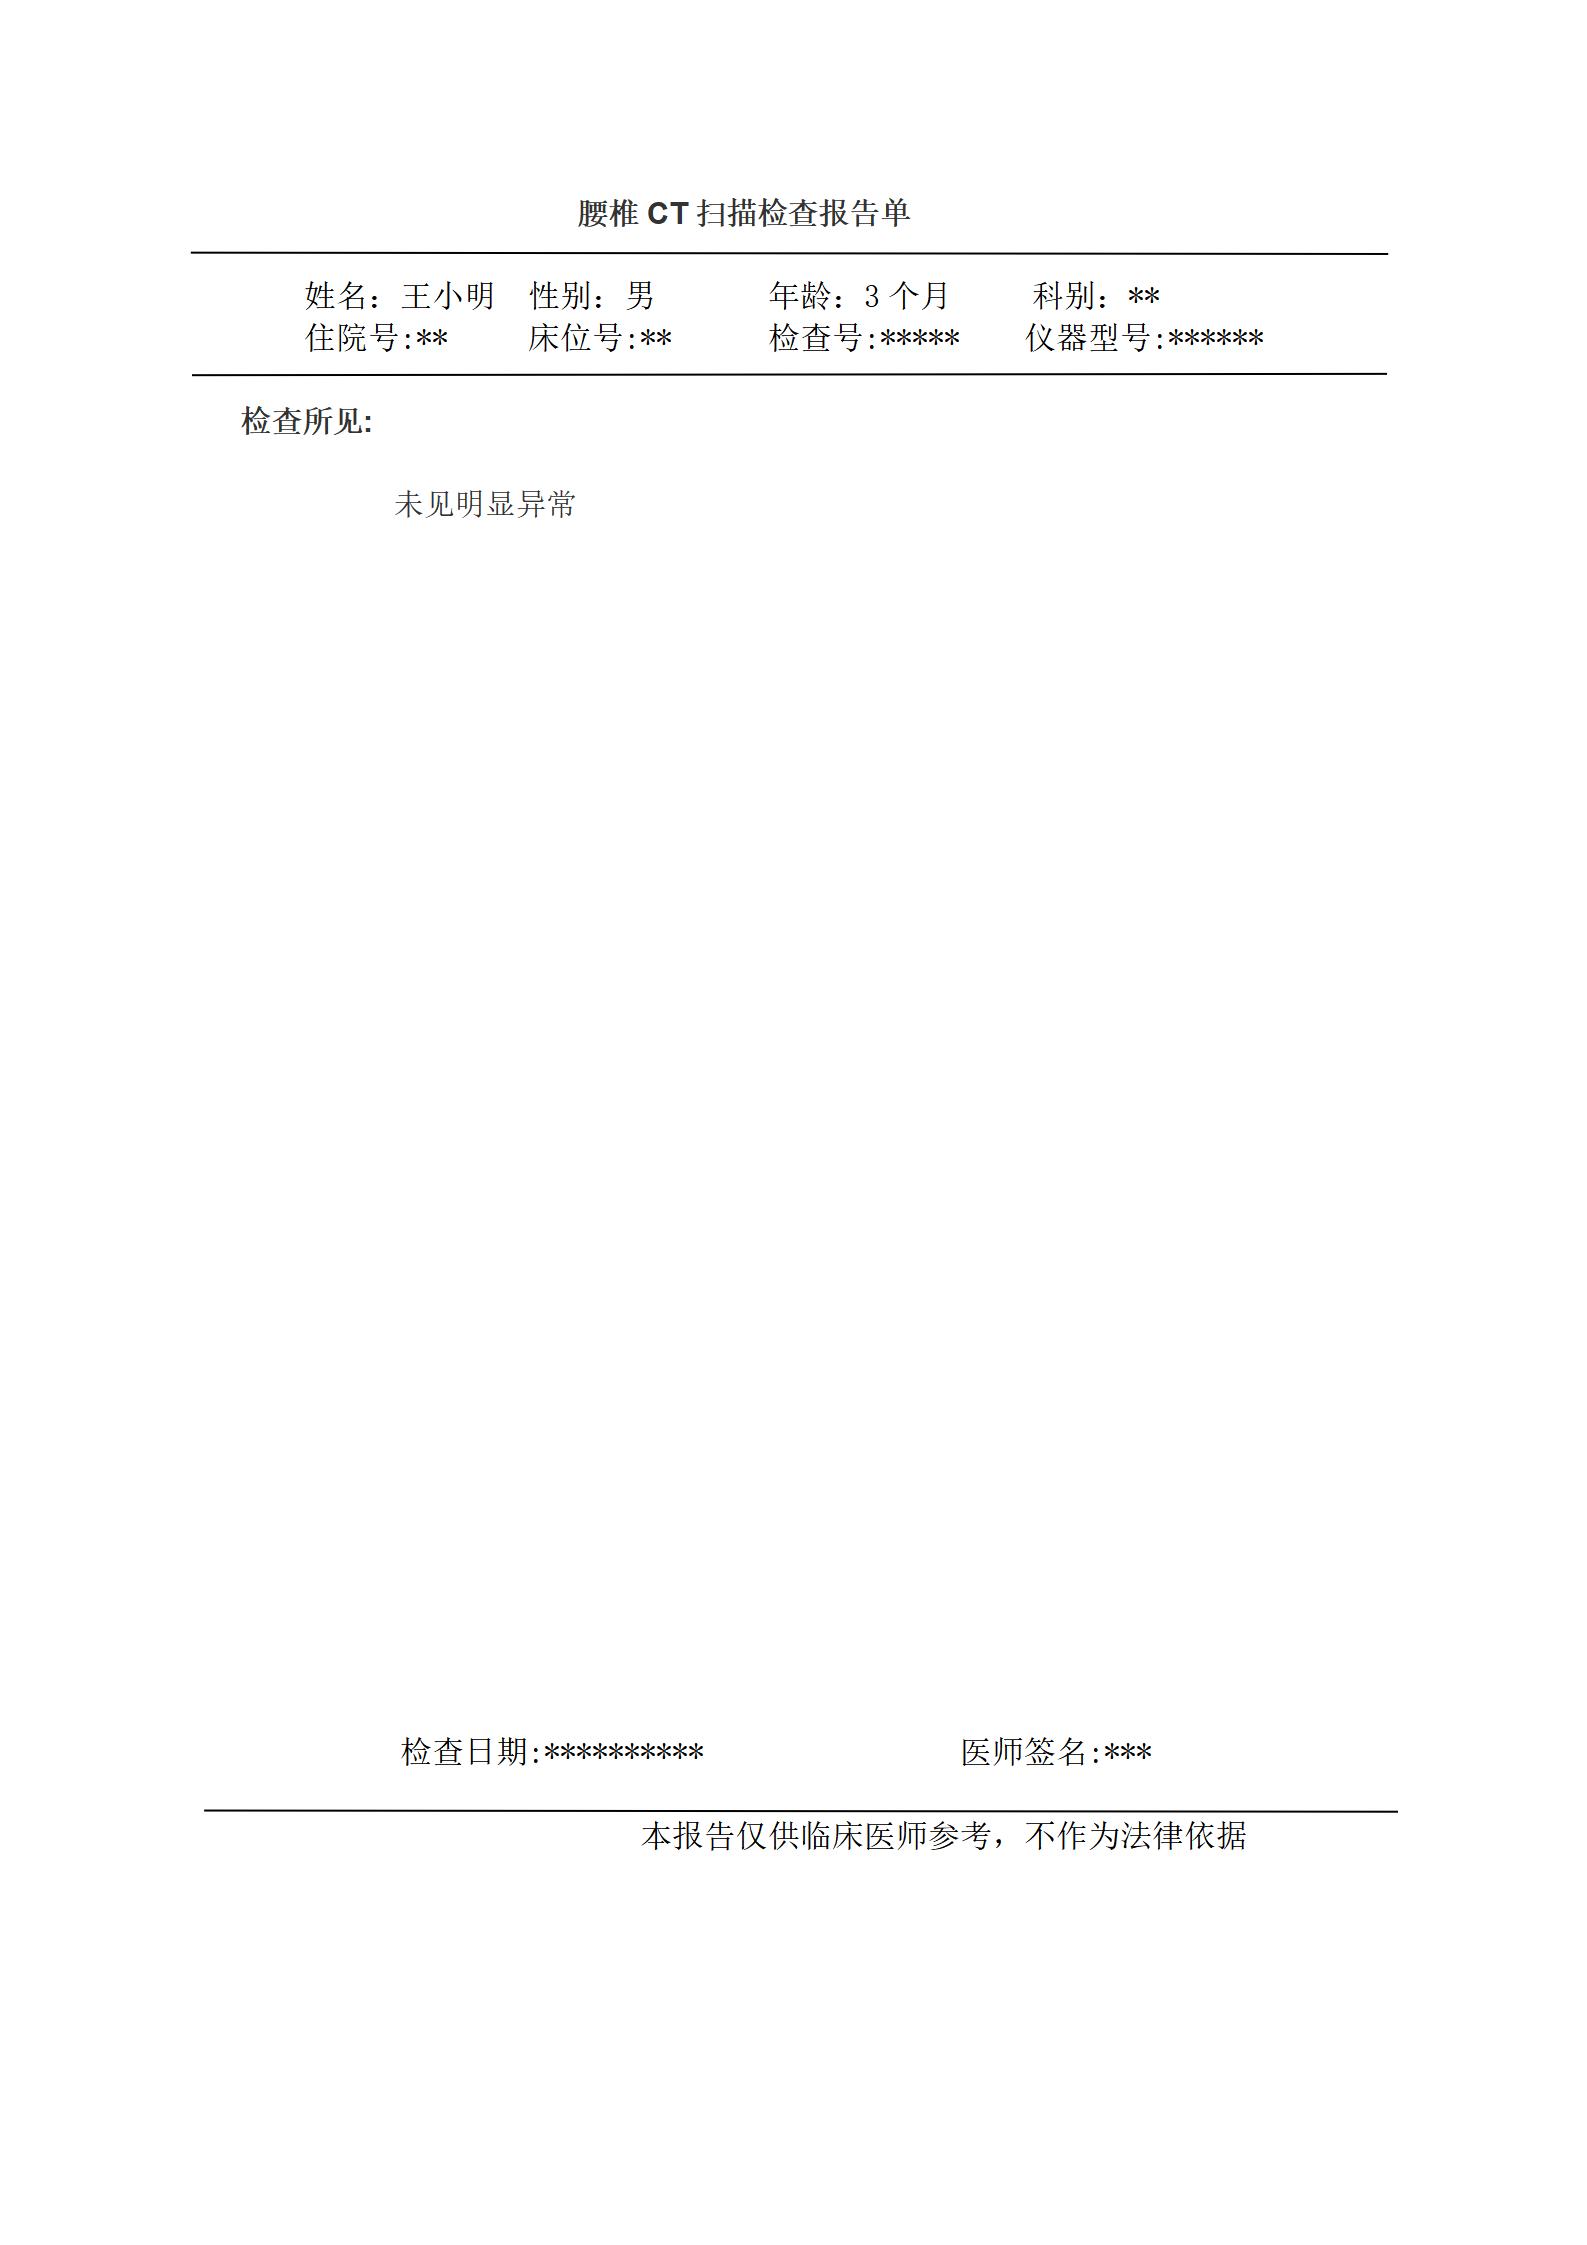 腰椎 CT 扫描检查报告单
姓名：王小明 性别：男 年龄：3 个月 科别：**
住院号:** 床位号:** 检查号:***** 仪器型号:******
检查所见:
未见明显异常
检查日期:********** 医师签名:***
本报告仅供临床医师参考，不作为法律依据